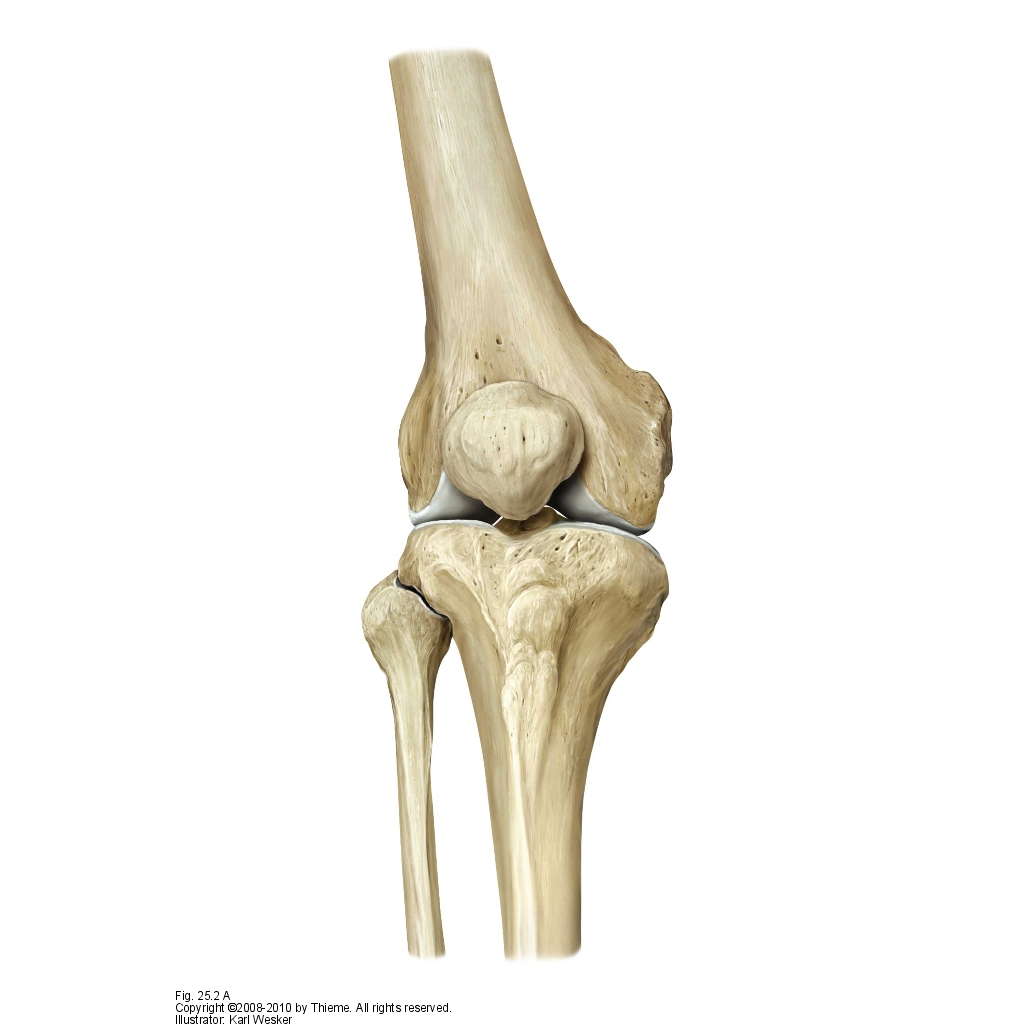 Fig. 25.2 A
Copyright ©2008-2010 by Thieme. All rights reserved.
Illustrator: Karl Wesker